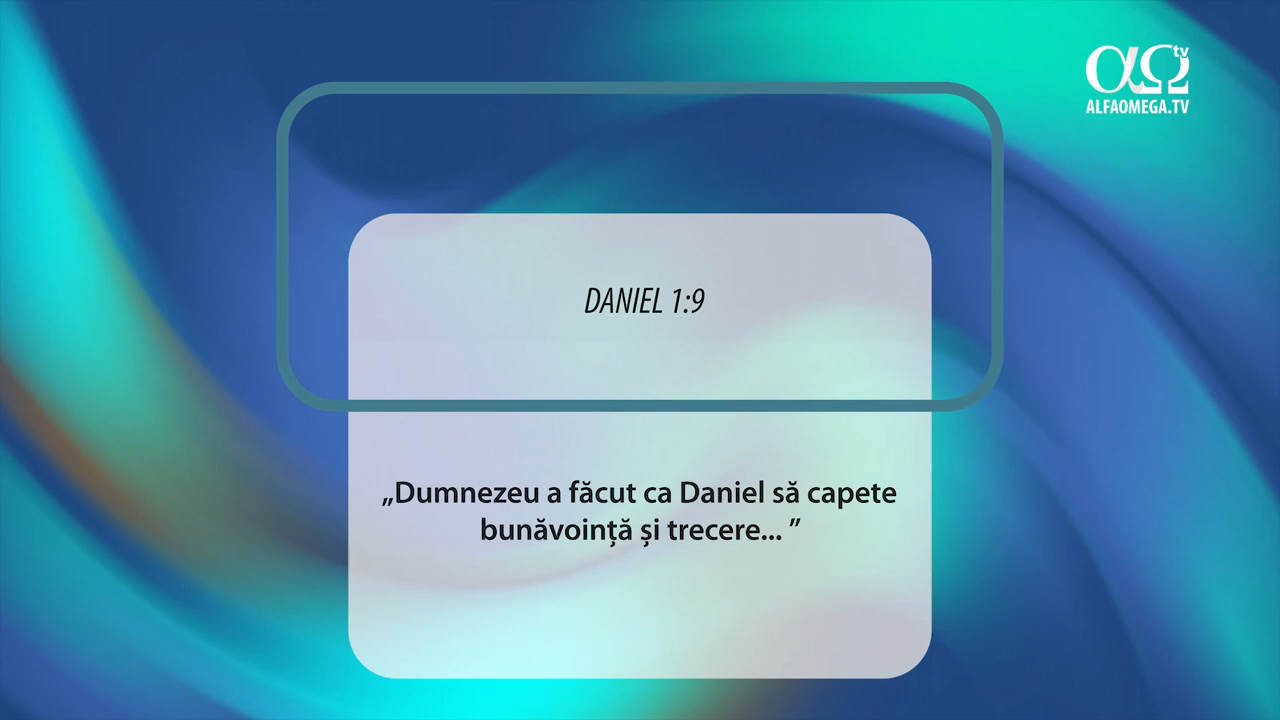 αΩ tv
ALFAOMEGA.TV
DANIEL 1:9
„Dumnezeu a făcut ca Daniel să capete
bunăvoință și trecere... ”